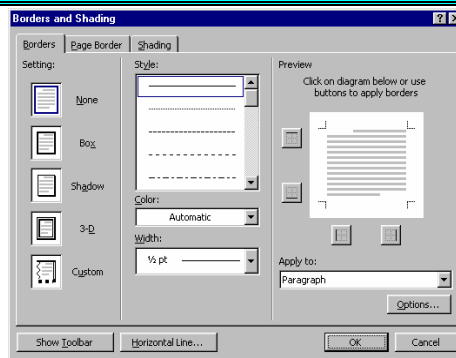 Borders and Shading
Borders Page Border Shading
Setting:
None
Box
Shadow
3-D
Custom
Style:
Color:
Automatic
Width:
½ pt
Preview
Click on diagram below or use
buttons to apply borders
Apply to:
Paragraph
Options...
Show Toolbar Horizontal Line... OK Cancel